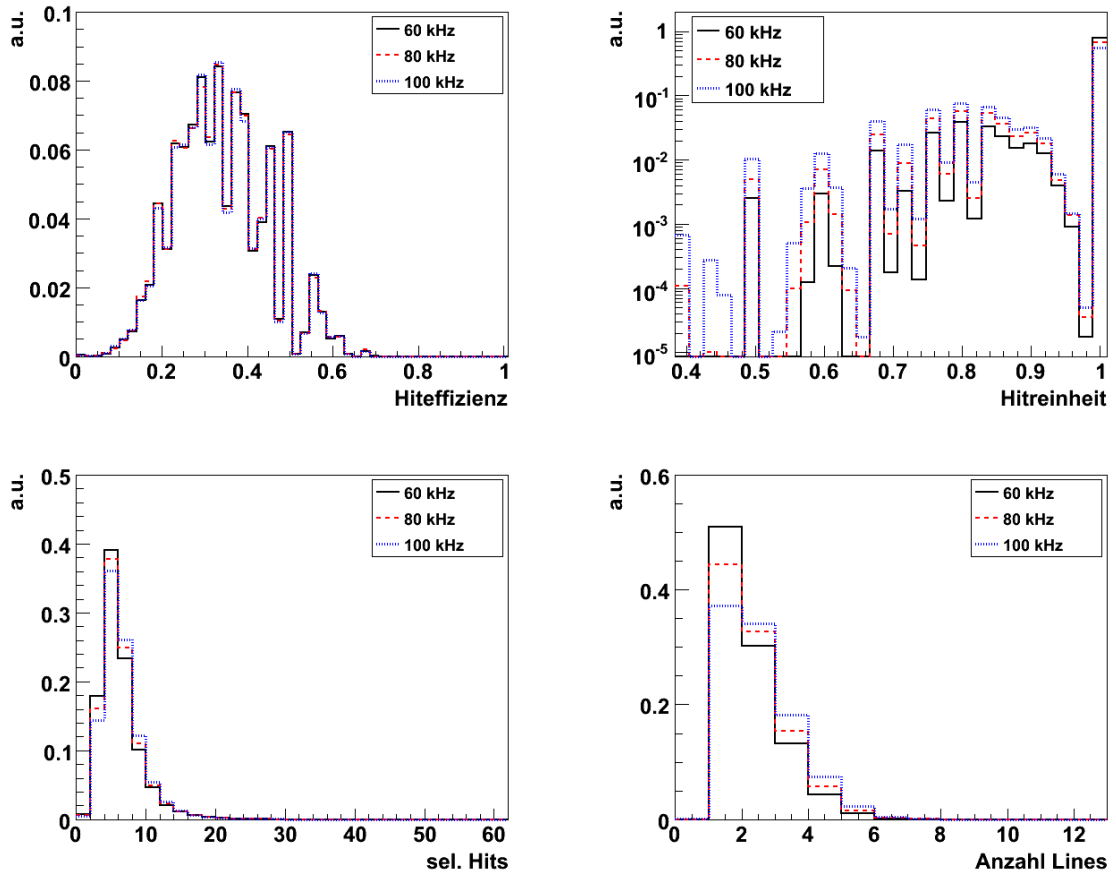 a.u.
0.1
0.08
0.06
0.04
0.02
0
0 0.2 0.4 0.6 0.8 1
Hiteffizienz
60 kHz
80 kHz
100 kHz
a.u.
1
10-1
10-2
10-3
10-4
10-5
0.4 0.5 0.6 0.7 0.8 0.9 1
Hitreinheit
60 kHz
80 kHz
100 kHz
a.u.
0.5
0.4
0.3
0.2
0.1
0
0 10 20 30 40 50 60
sel. Hits
60 kHz
80 kHz
100 kHz
a.u.
0.6
0.4
0.2
0
0 2 4 6 8 10 12
Anzahl Lines
60 kHz
80 kHz
100 kHz